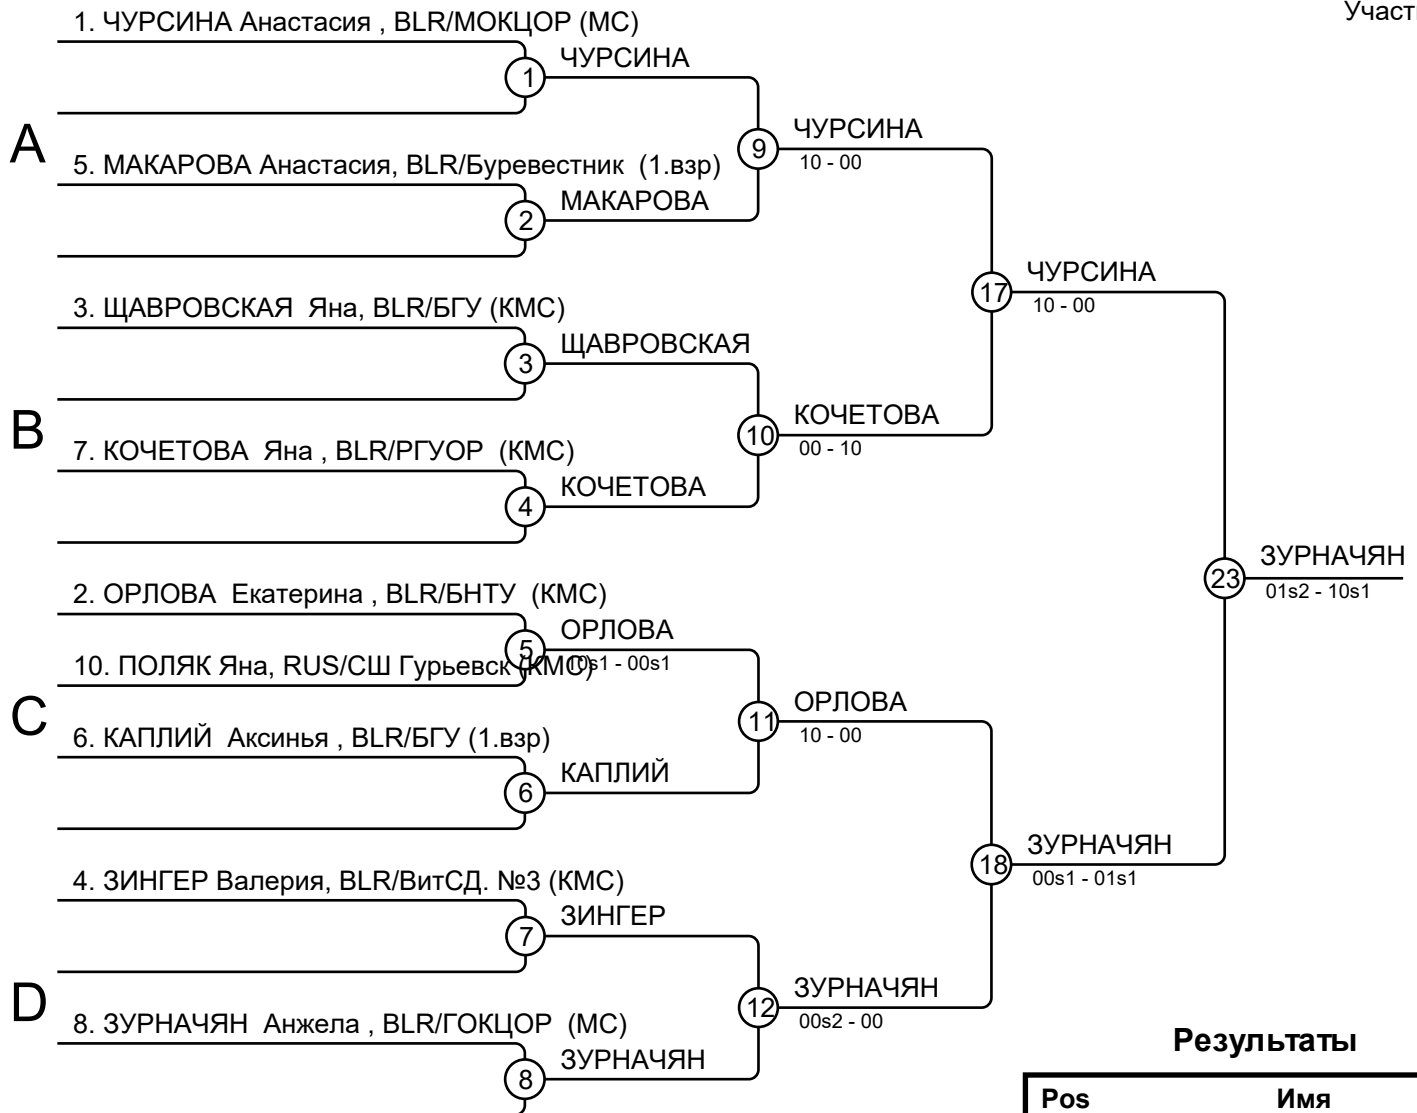 Участ
1. ЧУРСИНА Анастасия , BLR/МОКЦОР (МС)
1 ЧУРСИНА
A
9 ЧУРСИНА
10 - 00
5. МАКАРОВА Анастасия, BLR/Буревестник (1.взр)
2 МАКАРОВА
17 ЧУРСИНА
10 - 00
3. ЩАВРОВСКАЯ Яна, BLR/БГУ (КМС)
3 ЩАВРОВСКАЯ
B
10 КОЧЕТОВА
00 - 10
7. КОЧЕТОВА Яна , BLR/РГУОР (КМС)
4 КОЧЕТОВА
23 ЗУРНАЧЯН
01s2 - 10s1
2. ОРЛОВА Екатерина , BLR/БНТУ (КМС)
5 ОРЛОВА
10s1 - 00s1
10. ПОЛЯК Яна, RUS/СШ Гурьевск (КМС)
C
11 ОРЛОВА
10 - 00
6. КАПЛИЙ Аксинья , BLR/БГУ (1.взр)
6 КАПЛИЙ
18 ЗУРНАЧЯН
00s1 - 01s1
4. ЗИНГЕР Валерия, BLR/ВитСД. №3 (КМС)
7 ЗИНГЕР
D
12 ЗУРНАЧЯН
00s2 - 00
8. ЗУРНАЧЯН Анжела , BLR/ГОКЦОР (МС)
8 ЗУРНАЧЯН
Результаты
Pos Имя